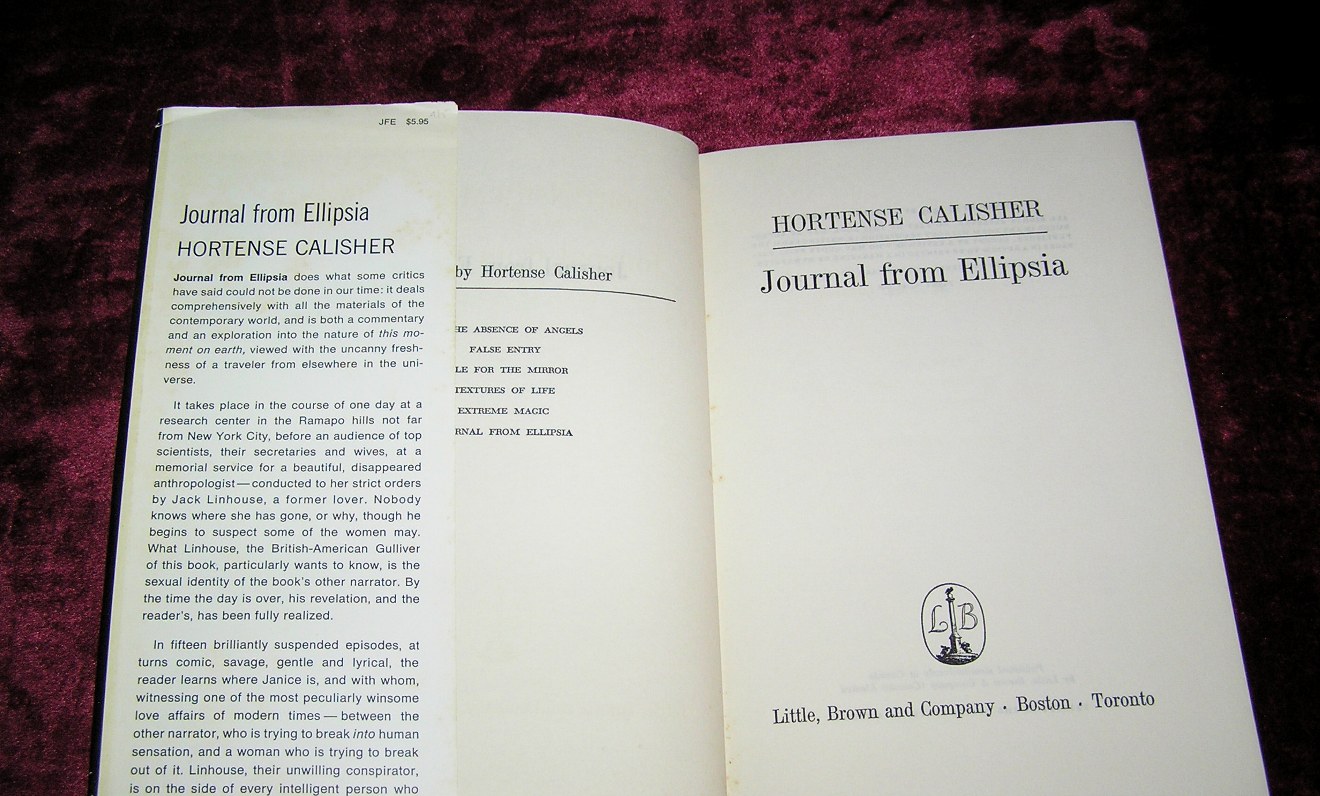 JFE $5.95
Journal from Ellipsia
HORTENSE CALISHER
Journal from Ellipsia does what some critics
have said could not be done in our time: it deals
comprehensively with all the materials of the
contemporary world, and is both a commentary
and an exploration into the nature of this mo-
ment on earth, viewed with the uncanny fresh-
ness of a traveler from elsewhere in the uni-
verse.
It takes place in the course of one day at a
research center in the Ramapo hills not far
from New York City, before an audience of top
scientists, their secretaries and wives, at a
memorial service for a beautiful, disappeared
anthropologist — conducted to her strict orders
by Jack Linhouse, a former lover. Nobody
knows where she has gone, or why, though he
begins to suspect some of the women may.
What Linhouse, the British-American Gulliver
of this book, particularly wants to know, is the
sexual identity of the book's other narrator. By
the time the day is over, his revelation, and the
reader's, has been fully realized.
In fifteen brilliantly suspended episodes, at
turns comic, savage, gentle and lyrical, the
reader learns where Janice is, and with whom,
witnessing one of the most peculiarly winsome
love affairs of modern times — between the
other narrator, who is trying to break into human
sensation, and a woman who is trying to break
out of it. Linhouse, their unwilling conspirator,
is on the side of every intelligent person who
by Hortense Calisher
HE ABSENCE OF ANGELS
FALSE ENTRY
LE FOR THE MIRROR
TEXTURES OF LIFE
EXTREME MAGIC
RNAL FROM ELLIPSIA
HORTENSE CALISHER
Journal from Ellipsia
L B
Little, Brown and Company · Boston · Toronto